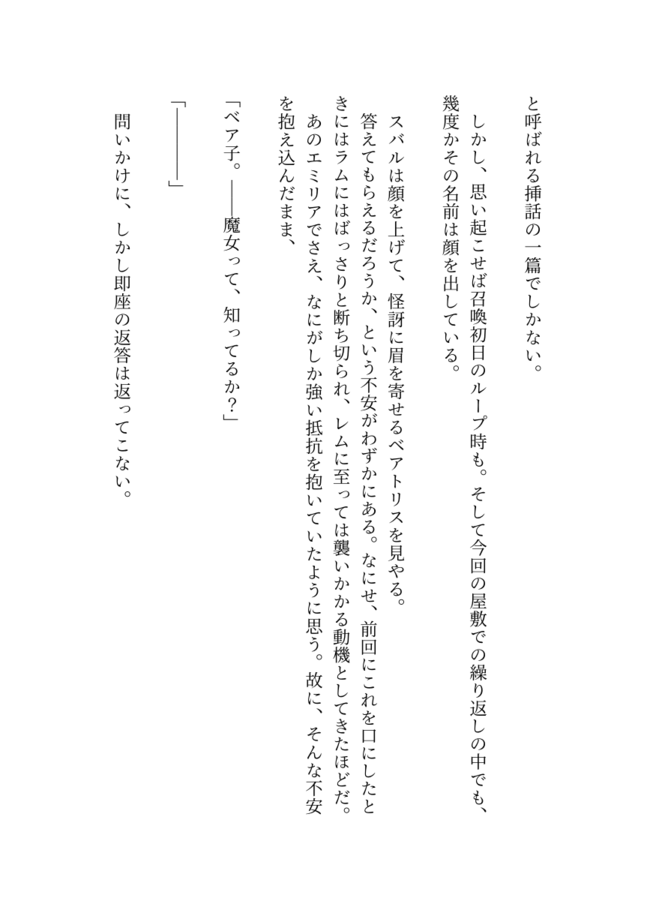 と呼ばれる挿話の一篇でしかない。
しかし、思い起こせば召喚初日のループ時も。そして今回の屋敷での繰り返しの中でも、
幾度かその名前は顔を出している。
スバルは顔を上げて、怪訝に眉を寄せるベアトリスを見やる。
答えてもらえるだろうか、という不安がわずかにある。なにせ、前回にこれを口にしたと
きにはラムにはばっさりと断ち切られ、レムに至っては襲いかかる動機としてきたほどだ。
あのエミリアでさえ、なにがしか強い抵抗を抱いていたように思う。故に、そんな不安
を抱え込んだまま、
「ベア子。――魔女って、知ってるか？」
「――――」
問いかけに、しかし即座の返答は返ってこない。